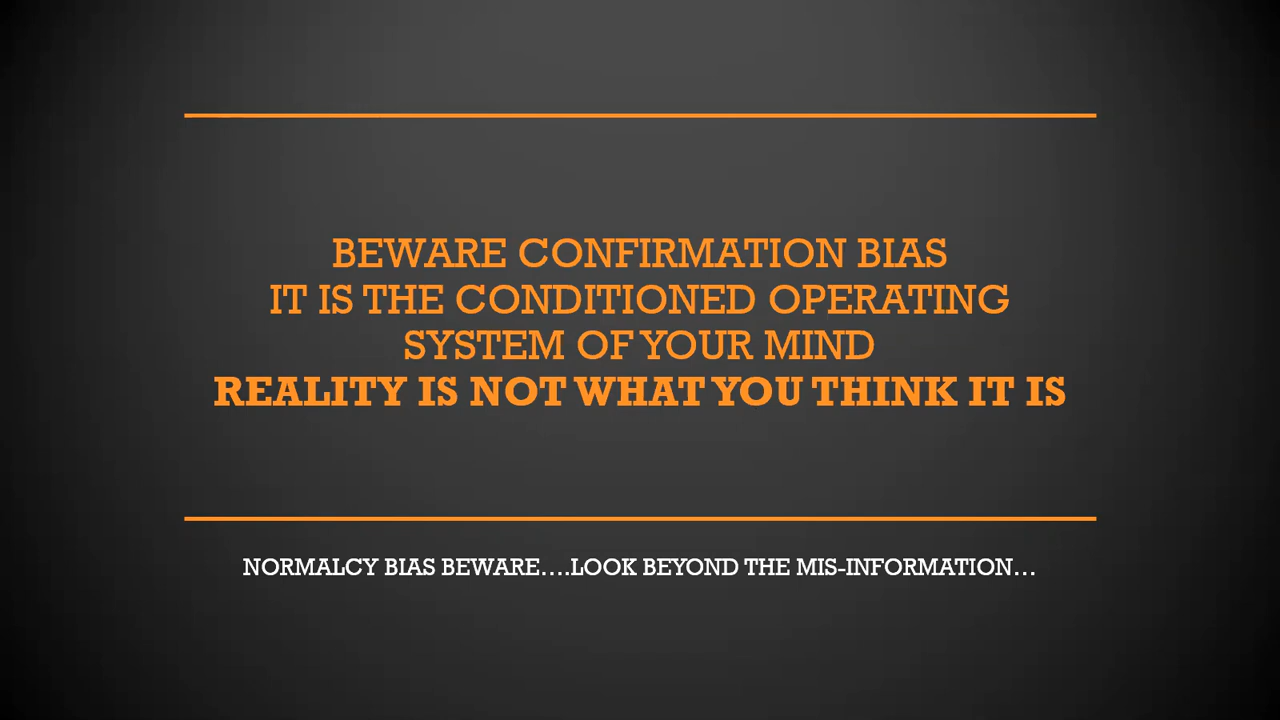 BEWARE CONFIRMATION BIAS
IT IS THE CONDITIONED OPERATING
SYSTEM OF YOUR MIND
REALITY IS NOT WHAT YOU THINK IT IS
NORMALCY BIAS BEWARE....LOOK BEYOND THE MIS-INFORMATION...